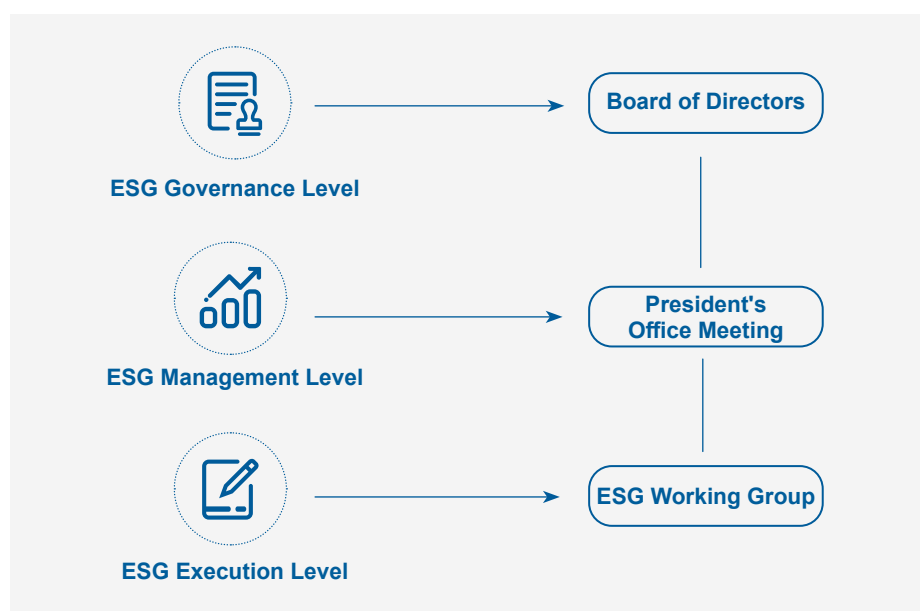 Board of Directors
ESG Governance Level
President's
Office Meeting
ESG Management Level
ESG Working Group
ESG Execution Level